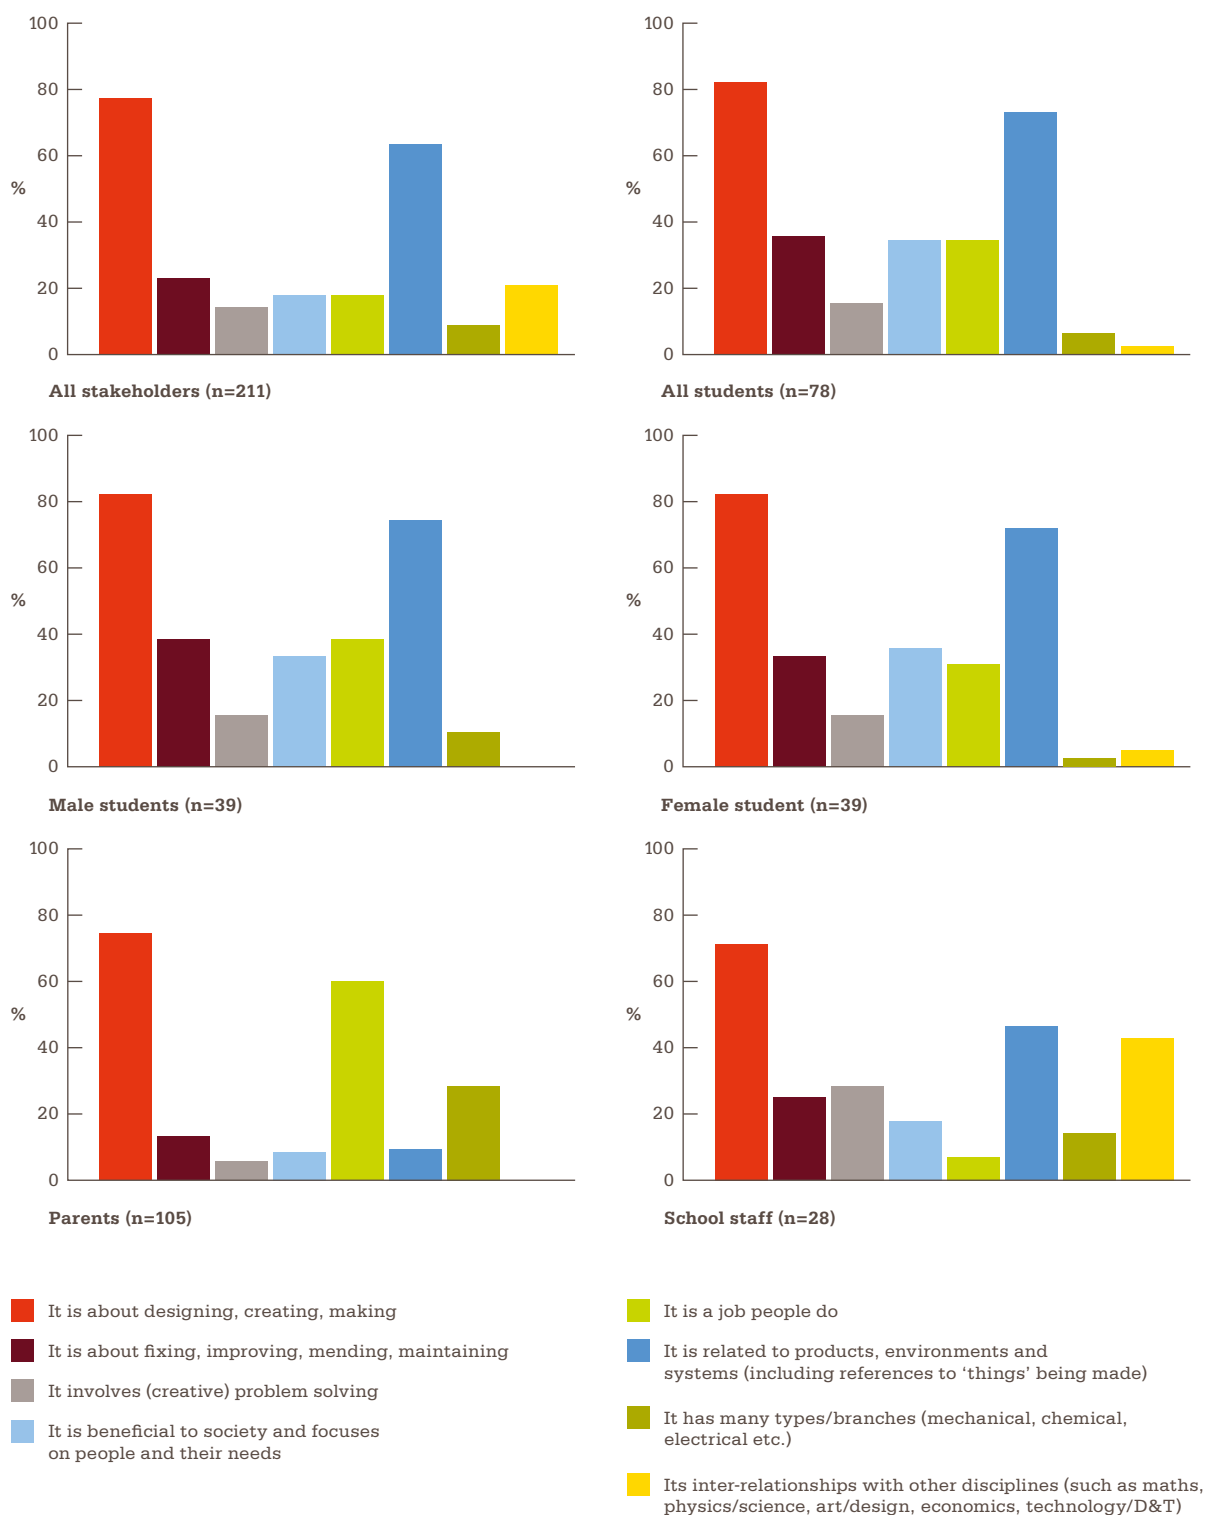 100
80
60
%
40
20
0
All stakeholders (n=211)
100
80
60
%
40
20
0
All students (n=78)
100
80
60
%
40
20
0
Male students (n=39)
100
80
60
%
40
20
0
Female student (n=39)
100
80
60
%
40
20
0
Parents (n=105)
100
80
60
%
40
20
0
School staff (n=28)
It is about designing, creating, making
It is about fixing, improving, mending, maintaining
It involves (creative) problem solving
It is beneficial to society and focuses
on people and their needs
It is a job people do
It is related to products, environments and
systems (including references to ‘things’ being made)
It has many types/branches (mechanical, chemical,
electrical etc.)
Its inter-relationships with other disciplines (such as maths,
physics/science, art/design, economics, technology/D&T)